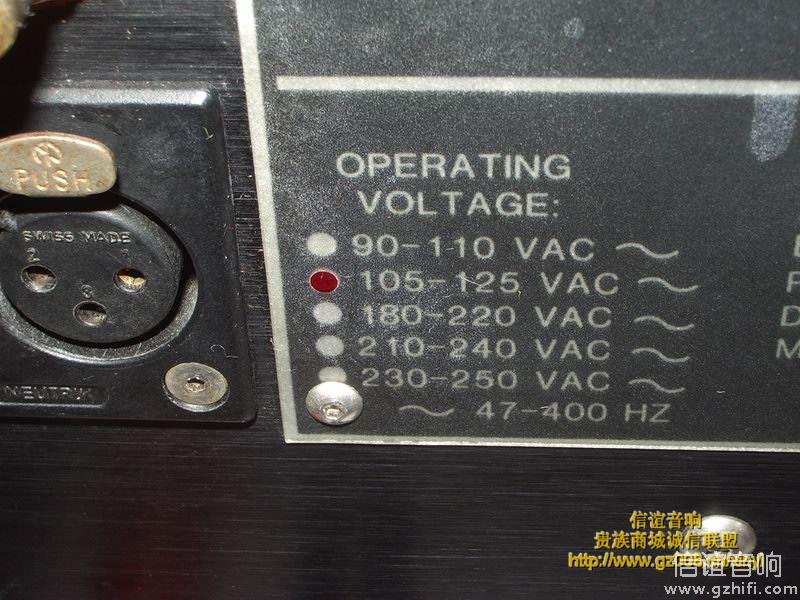 PUSH
SWISS MADE
2 1
3
NEUTRIK
OPERATING
VOLTAGE:
90-110 VAC ~
105-125 VAC ~
180-220 VAC ~
210-240 VAC ~
230-250 VAC ~
~ 47-400 HZ
D
M
信谊音响
贵族商城诚信联盟
信谊音响
www.gzhifi.com